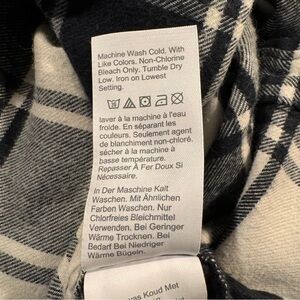 Machine Wash Cold. With
Like Colors. Non-Chlorine
Bleach Only. Tumble Dry
Low. Iron on Lowest
Setting.
laver à la machine à l'eau
froide. En séparant les
couleurs. Seulement agent
de blanchiment non-chloré.
sécher à la machine à
basse température.
Repasser À Fer Doux Si
Nécessaire.
In Der Maschine Kalt
Waschen. Mit Ähnlichen
Farben Waschen. Nur
Chlorfreies Bleichmittel
Verwenden. Bei Geringer
Wärme Trocknen. Bei
Bedarf Bei Niedriger
Wärme Bügeln.
Koud Met